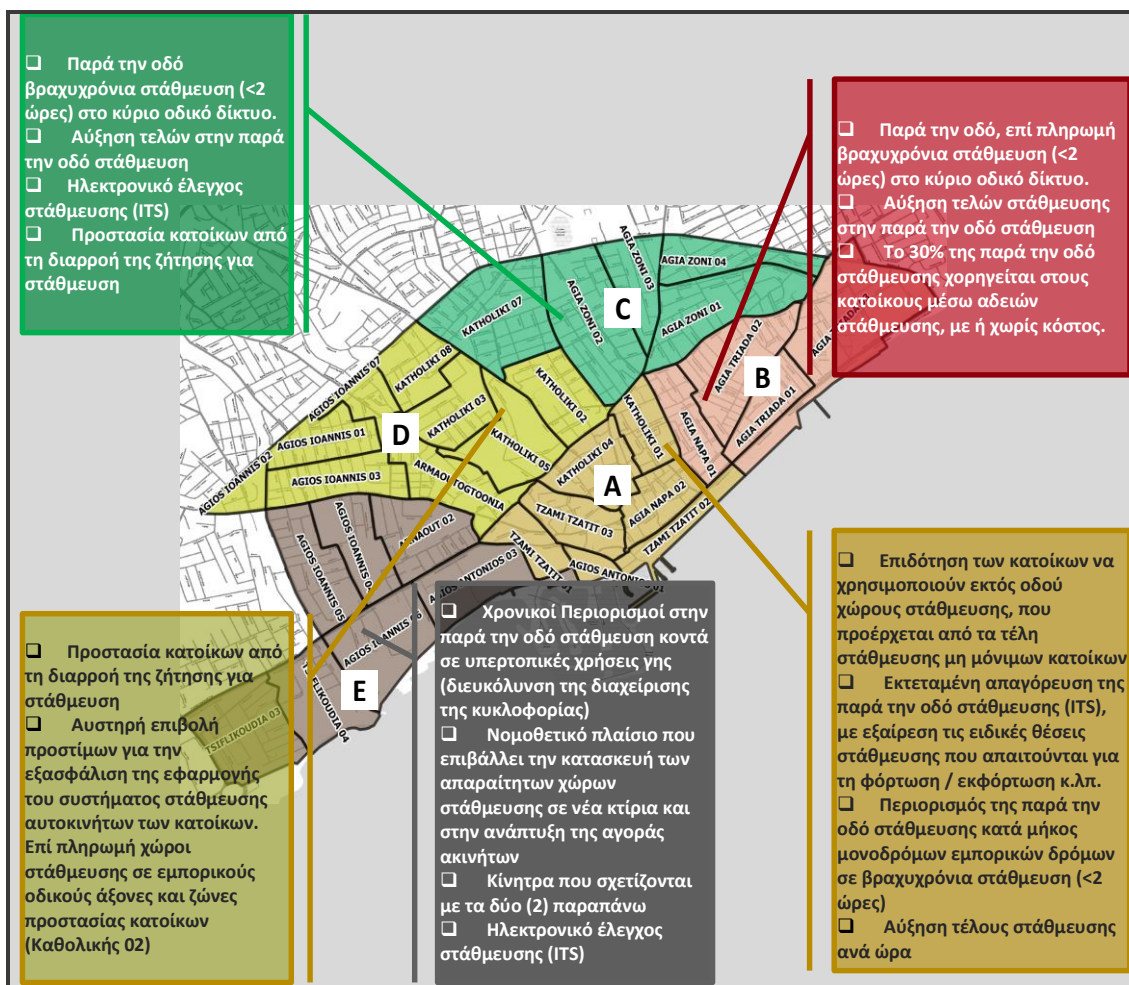 ❑ Παρά την οδό
βραχυχρόνια στάθμευση (<2
ώρες) στο κύριο οδικό δίκτυο.
❑ Αύξηση τελών στην παρά
την οδό στάθμευση
❑ Ηλεκτρονικό έλεγχος
στάθμευσης (ITS)
❑ Προστασία κατοίκων από
τη διαρροή της ζήτησης για
στάθμευση
❑ Παρά την οδό, επί πληρωμή
βραχυχρόνια στάθμευση (<2
ώρες) στο κύριο οδικό δίκτυο.
❑ Αύξηση τελών στάθμευσης
στην παρά την οδό στάθμευση
❑ Το 30% της παρά την οδό
στάθμευσης χορηγείται στους
κατοίκους μέσω αδειών
στάθμευσης, με ή χωρίς κόστος.
AGIA ZONI 03
AGIA ZONI 04
KATHOLIKI 07
AGIA ZONI 02
C
AGIA ZONI 01
AGIA TRIADA 02
B
AGIA TRIADA 01
AGIOS IOANNIS 07
KATHOLIKI 08
KATHOLIKI 03
KATHOLIKI 02
KATHOLIKI 01
AGIA NAPA 01
AGIOS IOANNIS 01
D
KATHOLIKI 05
KATHOLIKI 04
A
AGIOS IOANNIS 02
AGIOS IOANNIS 03
AGIA NAPA 02
TZAMI TZATIT 03
TZAMI TZATIT 02
AGIOS IOANNIS 05
AGIOS IOANNIS 06
E
TSIFLIKOUDIA 03
❑ Προστασία κατοίκων από
τη διαρροή της ζήτησης για
στάθμευση
❑ Αυστηρή επιβολή
προστίμων για την
εξασφάλιση της εφαρμογής
του συστήματος στάθμευσης
αυτοκινήτων των κατοίκων.
Επί πληρωμή χώροι
στάθμευσης σε εμπορικούς
οδικούς άξονες και ζώνες
προστασίας κατοίκων
(Καθολικής 02)
❑ Χρονικοί Περιορισμοί στην
παρά την οδό στάθμευση κοντά
σε υπερτοπικές χρήσεις γης
(διευκόλυνση της διαχείρισης
της κυκλοφορίας)
❑ Νομοθετικό πλαίσιο που
επιβάλλει την κατασκευή των
απαραίτητων χώρων
στάθμευσης σε νέα κτίρια και
στην ανάπτυξη της αγοράς
ακινήτων
❑ Κίνητρα που σχετίζονται
με τα δύο (2) παραπάνω
❑ Ηλεκτρονικό έλεγχος
στάθμευσης (ITS)
❑ Επιδότηση των κατοίκων να
χρησιμοποιούν εκτός οδού
χώρους στάθμευσης, που
προέρχεται από τα τέλη
στάθμευσης μη μόνιμων κατοίκων
❑ Εκτεταμένη απαγόρευση της
παρά την οδό στάθμευσης (ITS),
με εξαίρεση τις ειδικές θέσεις
στάθμευσης που απαιτούνται για
τη φόρτωση / εκφόρτωση κ.λπ.
❑ Περιορισμός της παρά την
οδό στάθμευσης κατά μήκος
μονοδρόμων εμπορικών δρόμων
σε βραχυχρόνια στάθμευση (<2
ώρες)
❑ Αύξηση τέλους στάθμευσης
ανά ώρα